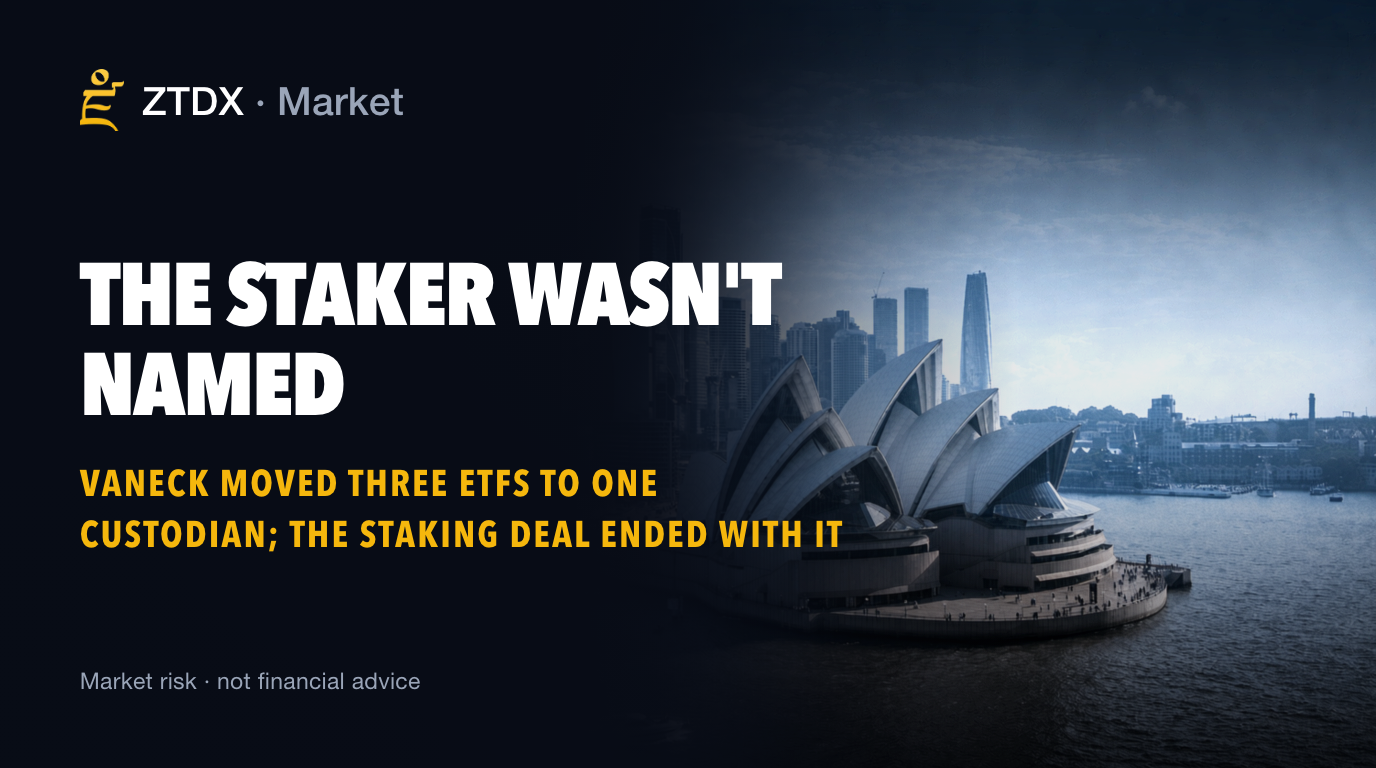 ZTDX · Market
THE STAKER WASN'T
NAMED
VANECK MOVED THREE ETFS TO ONE
CUSTODIAN; THE STAKING DEAL ENDED WITH IT
Market risk · not financial advice